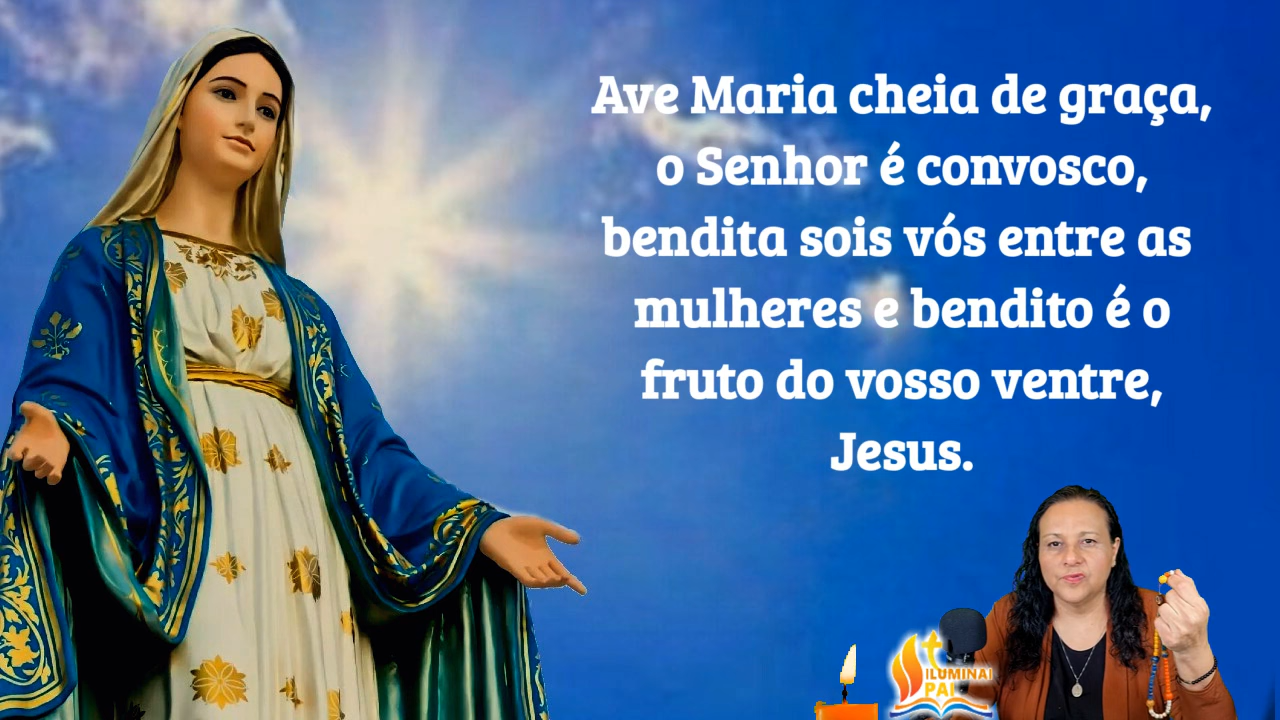 Ave Maria cheia de graça,
o Senhor é convosco,
bendita sois vós entre as
mulheres e bendito é o
fruto do vosso ventre,
Jesus.
ILUMINAI
PAI